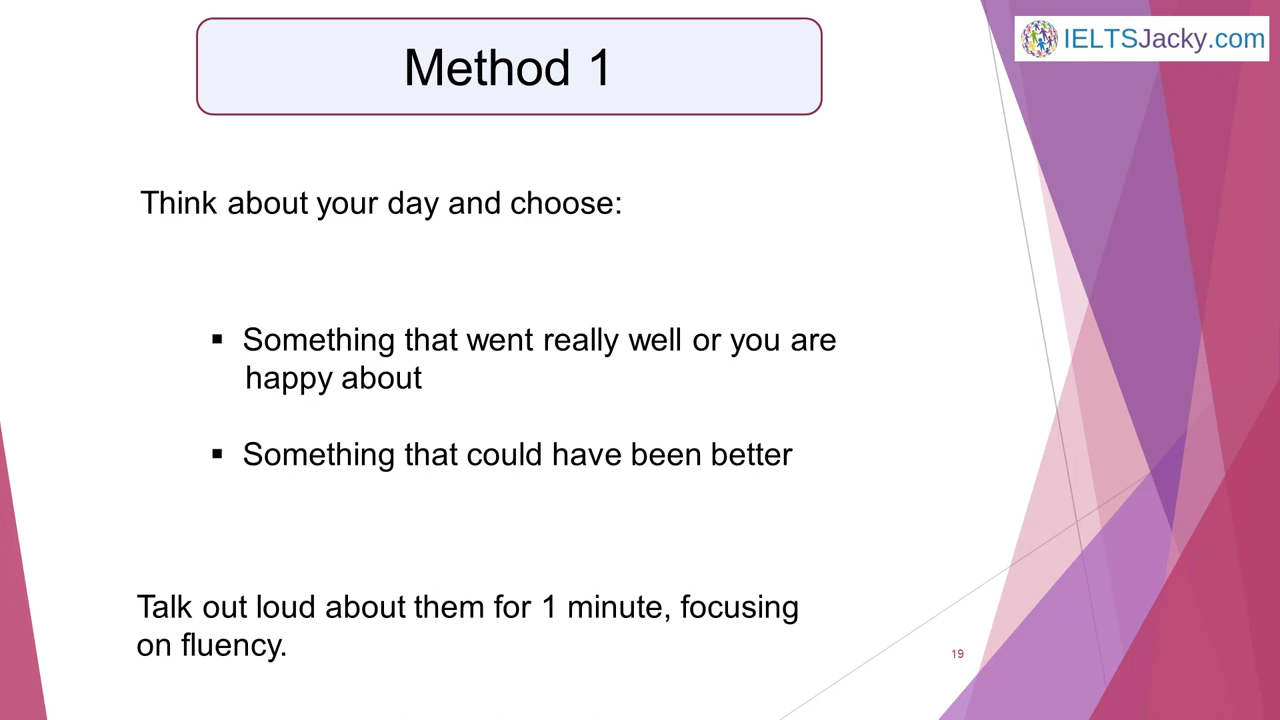 Method 1
IELTSJacky.com
Think about your day and choose:
▪ Something that went really well or you are
happy about
▪ Something that could have been better
Talk out loud about them for 1 minute, focusing
on fluency.
19